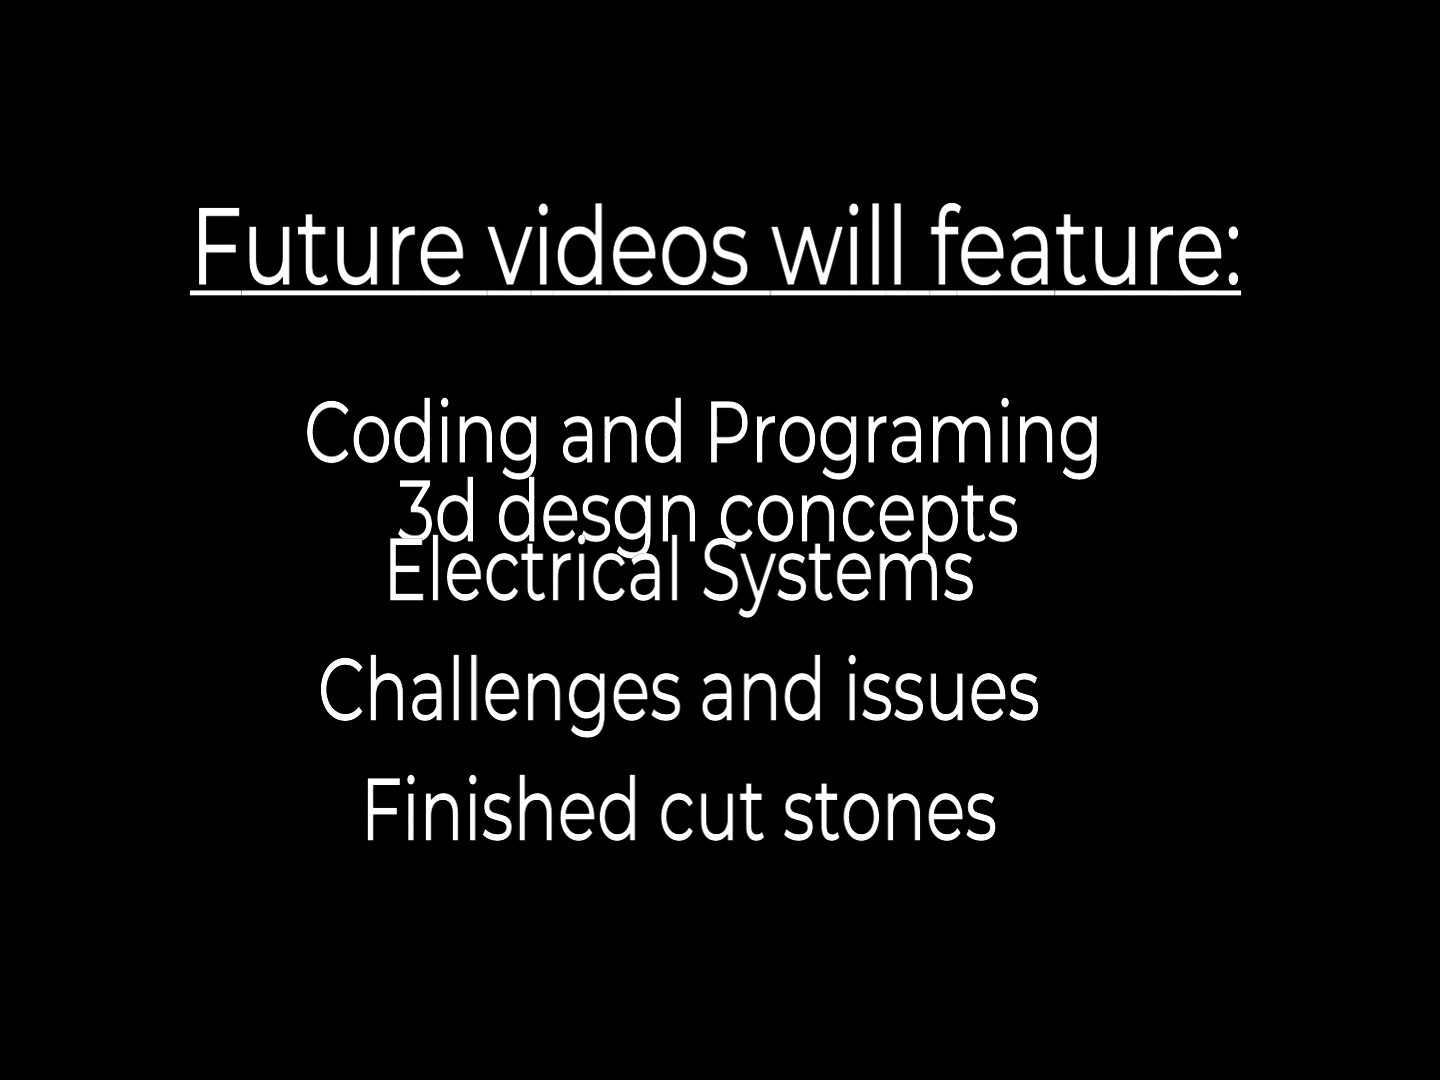 Future videos will feature:
Coding and Programing
3d desgn concepts
Electrical Systems
Challenges and issues
Finished cut stones